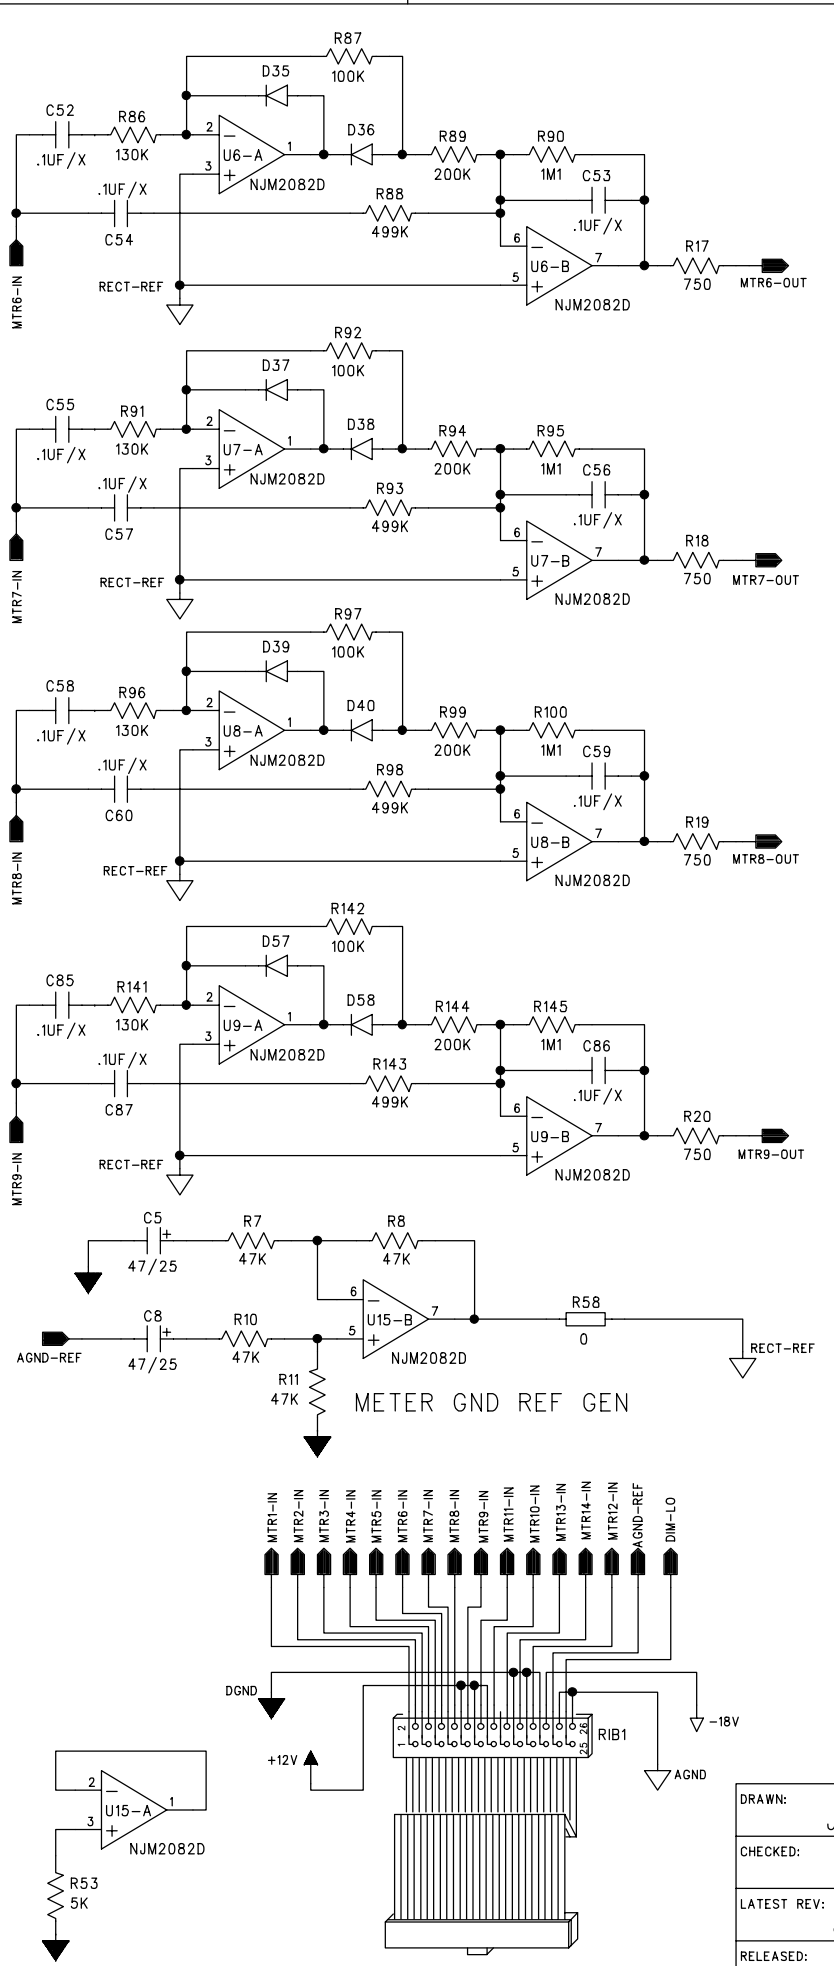 R87
100K
D35
C52
.1UF/X
R86
130K
2
3
1
U6-A
NJM2082D
D36
R89
200K
R90
1M1
C53
.1UF/X
.1UF/X
C54
R88
499K
6
5
7
U6-B
NJM2082D
R17
750
MTR6-OUT
MTR6-IN
RECT-REF
R92
100K
D37
C55
.1UF/X
R91
130K
2
3
1
U7-A
NJM2082D
D38
R94
200K
R95
1M1
C56
.1UF/X
.1UF/X
C57
R93
499K
6
5
7
U7-B
NJM2082D
R18
750
MTR7-OUT
MTR7-IN
RECT-REF
R97
100K
D39
C58
.1UF/X
R96
130K
2
3
1
U8-A
NJM2082D
D40
R99
200K
R100
1M1
C59
.1UF/X
.1UF/X
C60
R98
499K
6
5
7
U8-B
NJM2082D
R19
750
MTR8-OUT
MTR8-IN
RECT-REF
R142
100K
D57
C85
.1UF/X
R141
130K
2
3
1
U9-A
NJM2082D
D58
R144
200K
R145
1M1
C86
.1UF/X
.1UF/X
C87
R143
499K
6
5
7
U9-B
NJM2082D
R20
750
MTR9-OUT
MTR9-IN
RECT-REF
C5
47/25
R7
47K
R8
47K
6
5
7
U15-B
NJM2082D
R58
0
RECT-REF
AGND-REF
C8
47/25
R10
47K
R11
47K
METER GND REF GEN
MTR1-IN
MTR2-IN
MTR3-IN
MTR4-IN
MTR5-IN
MTR6-IN
MTR7-IN
MTR8-IN
MTR9-IN
MTR11-IN
MTR10-IN
MTR13-IN
MTR14-IN
MTR12-IN
AGND-REF
DIM-LO
DGND
+12V
-18V
AGND
RIB1
2
1
26
25
2
3
1
U15-A
NJM2082D
R53
5K
DRAWN:
CHECKED:
LATEST REV:
RELEASED: